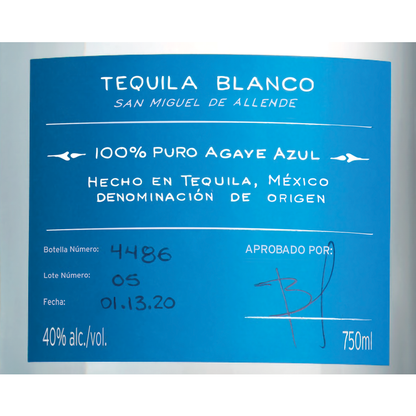 TEQUILA BLANCO
SAN MIGUEL DE ALLENDE
100% PURO AGAVE AZUL
HECHO EN TEQUILA, MÉXICO
DENOMINACIÓN DE ORIGEN
Botella Número: 4486
APROBADO POR:
Lote Número: 05
Fecha: 01.13.20
40% alc./vol.
750ml